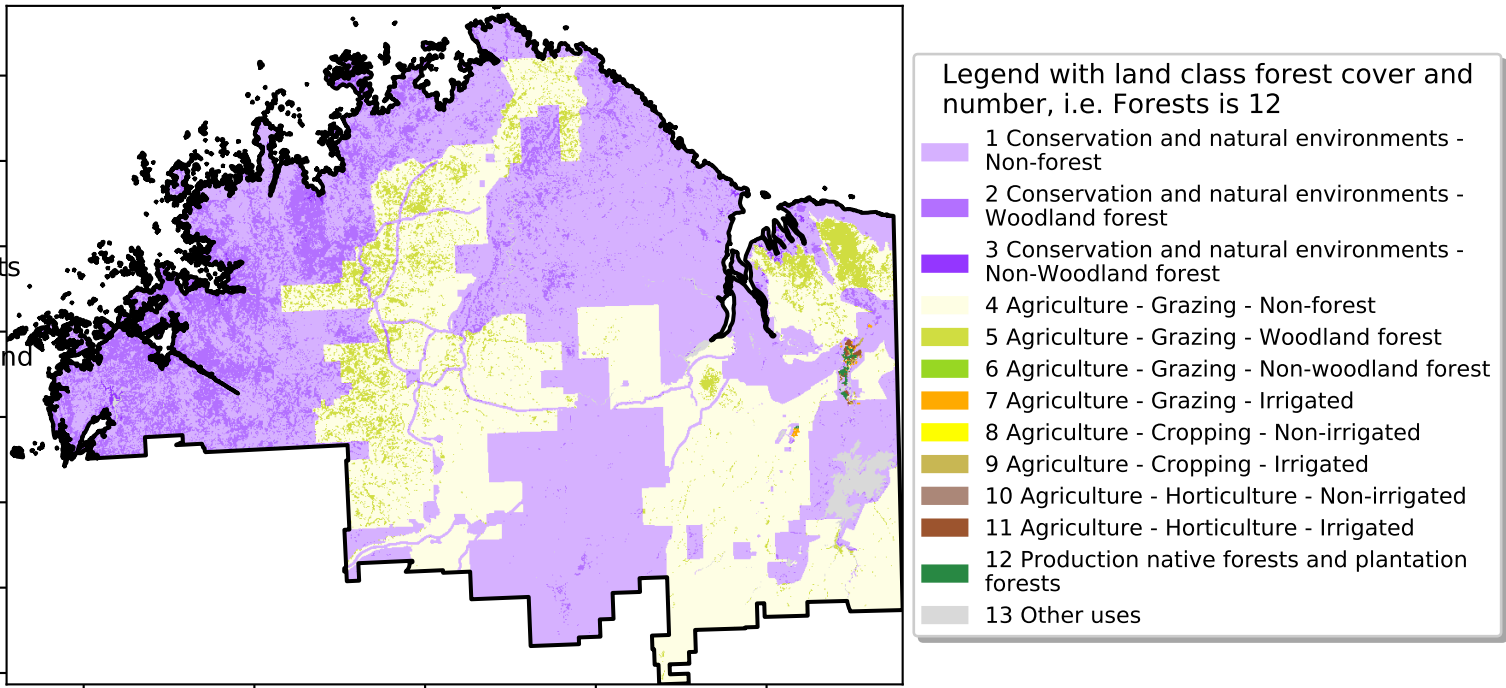 Legend with land class forest cover and
number, i.e. Forests is 12
1 Conservation and natural environments -
Non-forest
2 Conservation and natural environments -
Woodland forest
3 Conservation and natural environments -
Non-Woodland forest
4 Agriculture - Grazing - Non-forest
ts
5 Agriculture - Grazing - Woodland forest
nd
6 Agriculture - Grazing - Non-woodland forest
7 Agriculture - Grazing - Irrigated
8 Agriculture - Cropping - Non-irrigated
9 Agriculture - Cropping - Irrigated
10 Agriculture - Horticulture - Non-irrigated
11 Agriculture - Horticulture - Irrigated
12 Production native forests and plantation
forests
13 Other uses